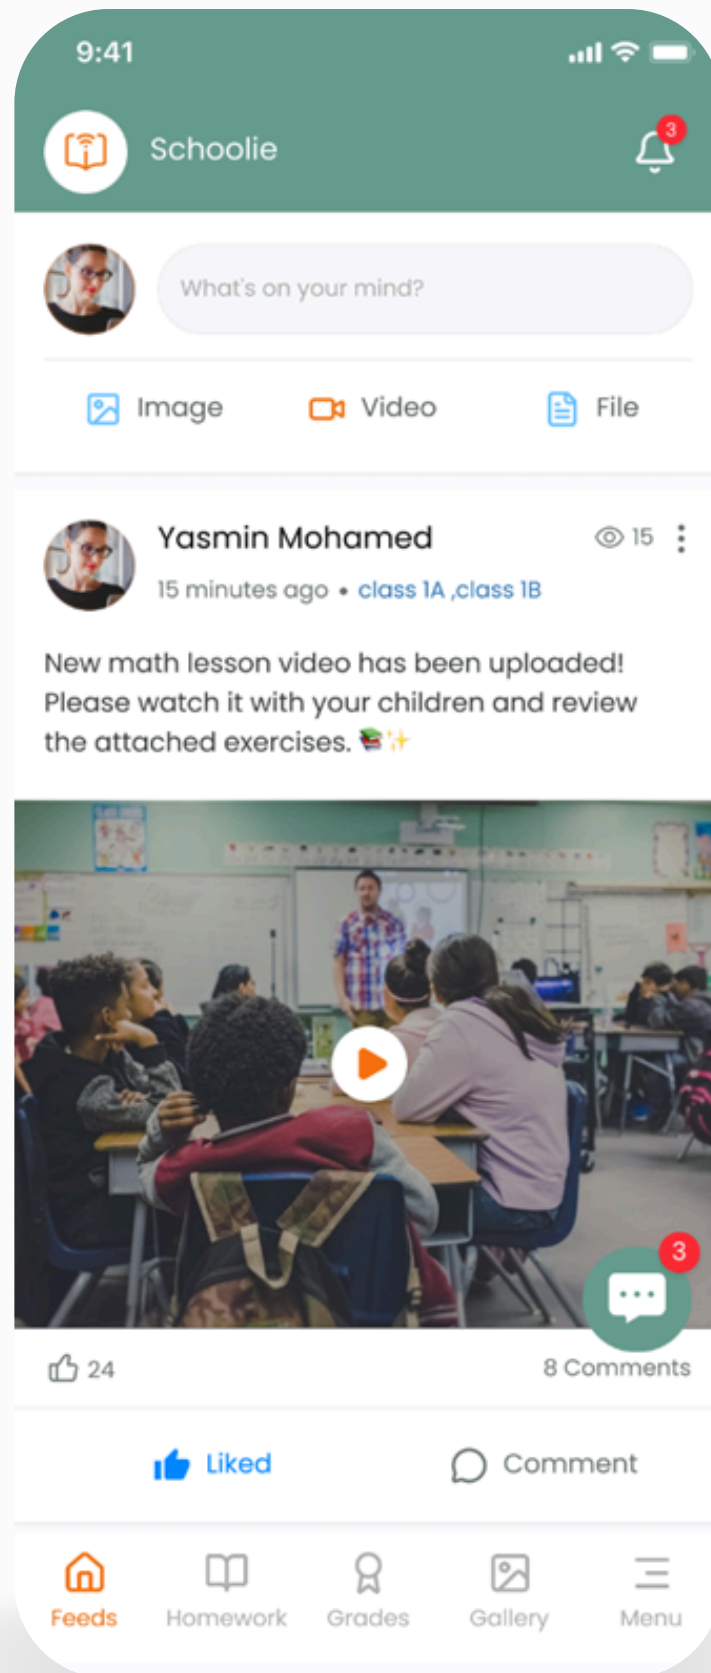 9:41
Schoolie
3
What's on your mind?
Image Video File
Yasmin Mohamed
15
15 minutes ago • class 1A ,class 1B
New math lesson video has been uploaded!
Please watch it with your children and review
the attached exercises. 📚✨
3
24
8 Comments
Liked Comment
Feeds Homework Grades Gallery Menu